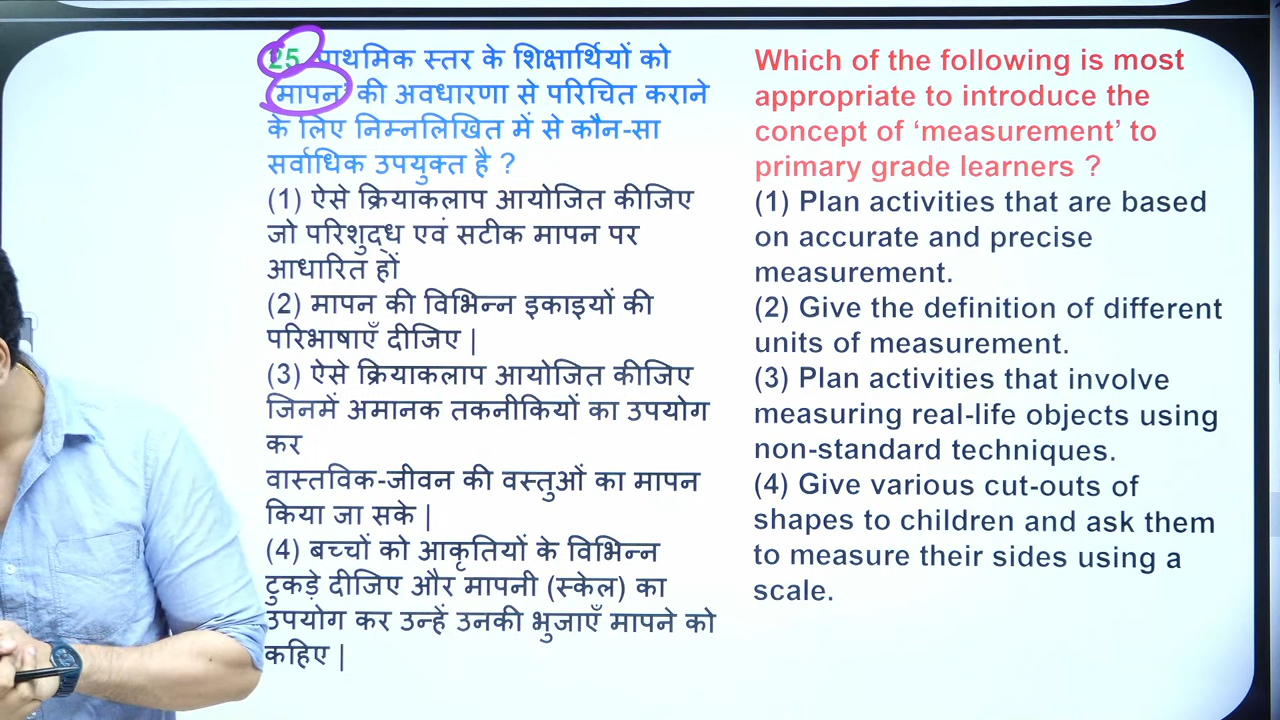 25 प्राथमिक स्तर के शिक्षार्थियों को
'मापन' की अवधारणा से परिचित कराने
के लिए निम्नलिखित में से कौन-सा
सर्वाधिक उपयुक्त है ?
(1) ऐसे क्रियाकलाप आयोजित कीजिए
जो परिशुद्ध एवं सटीक मापन पर
आधारित हों
(2) मापन की विभिन्न इकाइयों की
परिभाषाएँ दीजिए |
(3) ऐसे क्रियाकलाप आयोजित कीजिए
जिनमें अमानक तकनीकियों का उपयोग
कर
वास्तविक-जीवन की वस्तुओं का मापन
किया जा सके |
(4) बच्चों को आकृतियों के विभिन्न
टुकड़े दीजिए और मापनी (स्केल) का
उपयोग कर उन्हें उनकी भुजाएँ मापने को
कहिए |
Which of the following is most
appropriate to introduce the
concept of ‘measurement’ to
primary grade learners ?
(1) Plan activities that are based
on accurate and precise
measurement.
(2) Give the definition of different
units of measurement.
(3) Plan activities that involve
measuring real-life objects using
non-standard techniques.
(4) Give various cut-outs of
shapes to children and ask them
to measure their sides using a
scale.